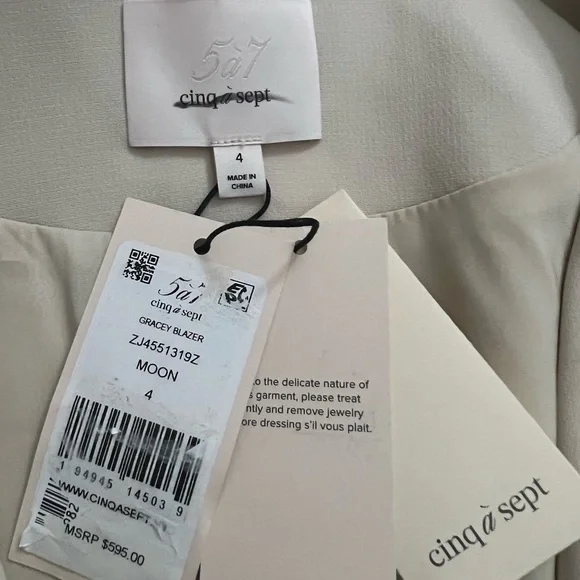 5à7
cinq à sept
4
MADE IN
CHINA
5à7
cinq à sept
GRACEY BLAZER
ZJ4551319Z
MOON
4
1 94945 14503 9
WWW.CINQASEPT
MSRP $595.00
282
to the delicate nature of
garment, please treat
and remove jewelry
dressing s'il vous plait.
cinq à sept